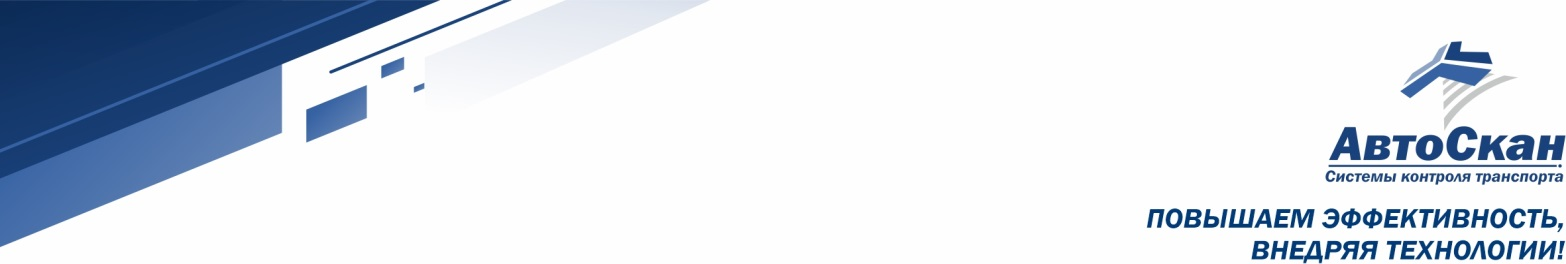 АвтоСкан
Системы контроля транспорта
ПОВЫШАЕМ ЭФФЕКТИВНОСТЬ,
ВНЕДРЯЯ ТЕХНОЛОГИИ!